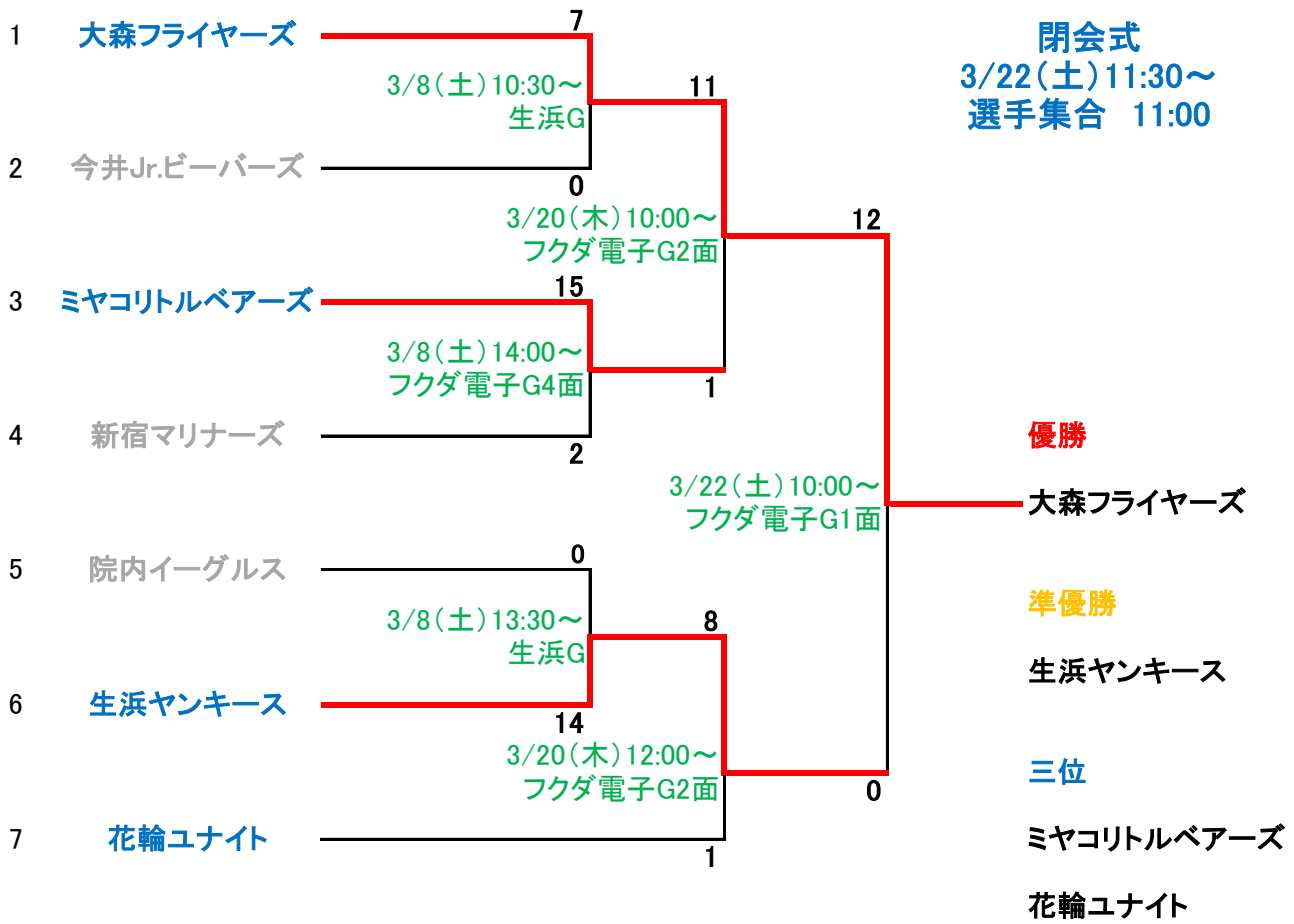 1 大森フライヤーズ
7
3/8(土)10:30～
生浜G
11
閉会式
3/22(土)11:30～
選手集合 11:00
2 今井Jr.ビーバーズ
0
3/20(木)10:00～
フクダ電子G2面
12
3 ミヤコリトルベアーズ
15
3/8(土)14:00～
フクダ電子G4面
1
4 新宿マリナーズ
2
優勝
3/22(土)10:00～
フクダ電子G1面
大森フライヤーズ
5 院内イーグルス
0
3/8(土)13:30～
生浜G
8
準優勝
生浜ヤンキース
6 生浜ヤンキース
14
3/20(木)12:00～
フクダ電子G2面
0
三位
7 花輪ユナイト
1
ミヤコリトルベアーズ
花輪ユナイト